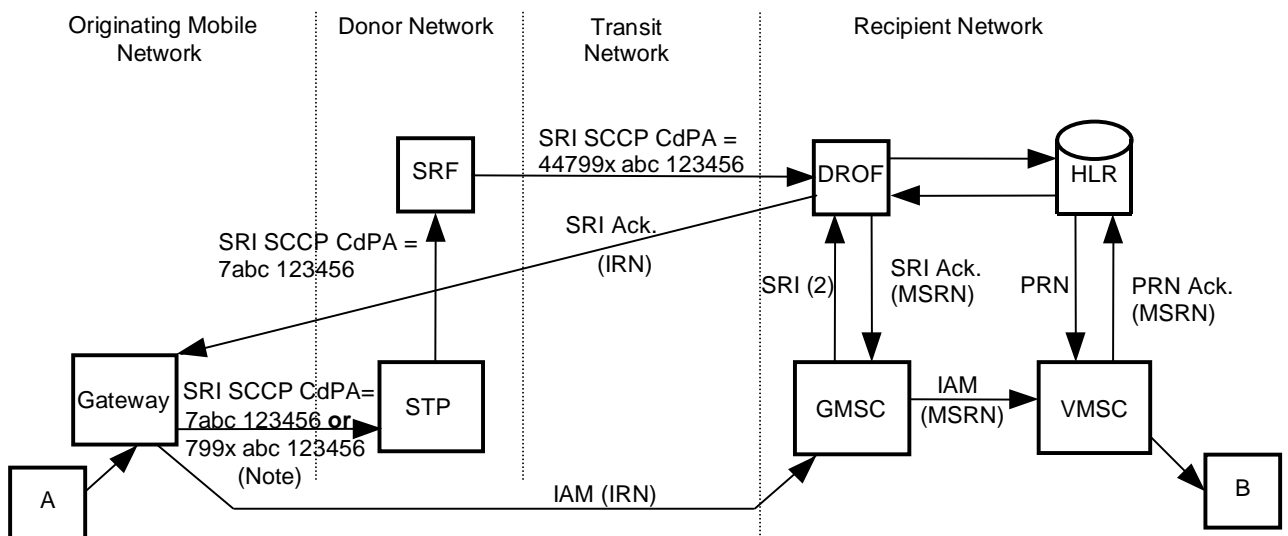 Originating Mobile
Network
Donor Network
Transit
Network
Recipient Network
SRI SCCP CdPA =
44799x abc 123456
SRF
DROF
HLR
SRI SCCP CdPA =
7abc 123456
SRI Ack.
(IRN)
SRI (2)
SRI Ack.
(MSRN)
PRN
PRN Ack.
(MSRN)
Gateway
SRI SCCP CdPA=
7abc 123456 or
799x abc 123456
(Note)
STP
GMSC
IAM
(MSRN)
VMSC
A
IAM (IRN)
B